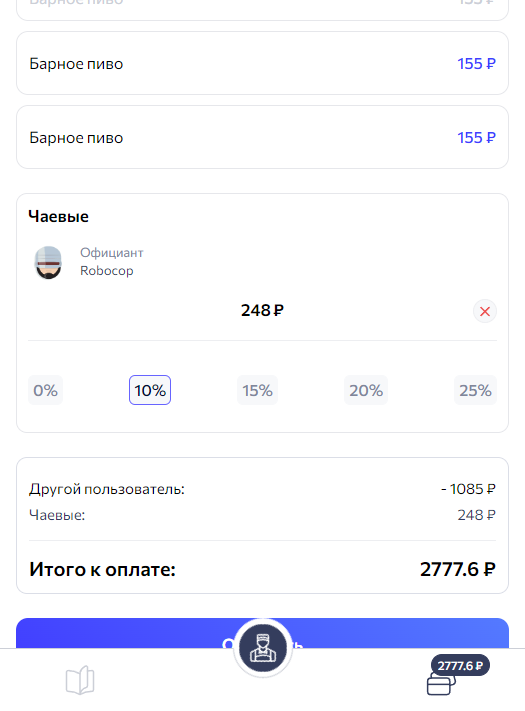 Барное пиво 155 ₽
Барное пиво 155 ₽
Барное пиво 155 ₽
Чаевые
Официант
Robocop
248 ₽
0% 10% 15% 20% 25%
Другой пользователь: - 1085 ₽
Чаевые: 248 ₽
Итого к оплате: 2777.6 ₽
2777.6 ₽